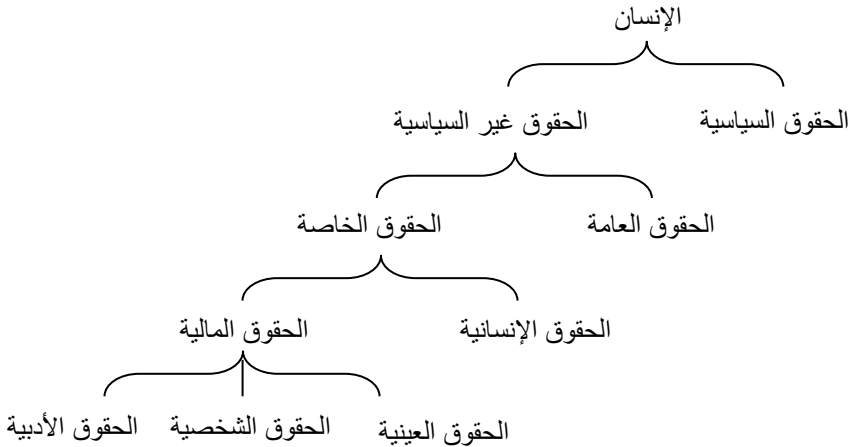 الإنسان
الحقوق السياسية
الحقوق غير السياسية
الحقوق العامة
الحقوق الخاصة
الحقوق الإنسانية
الحقوق المالية
الحقوق العينية
الحقوق الشخصية
الحقوق الأدبية